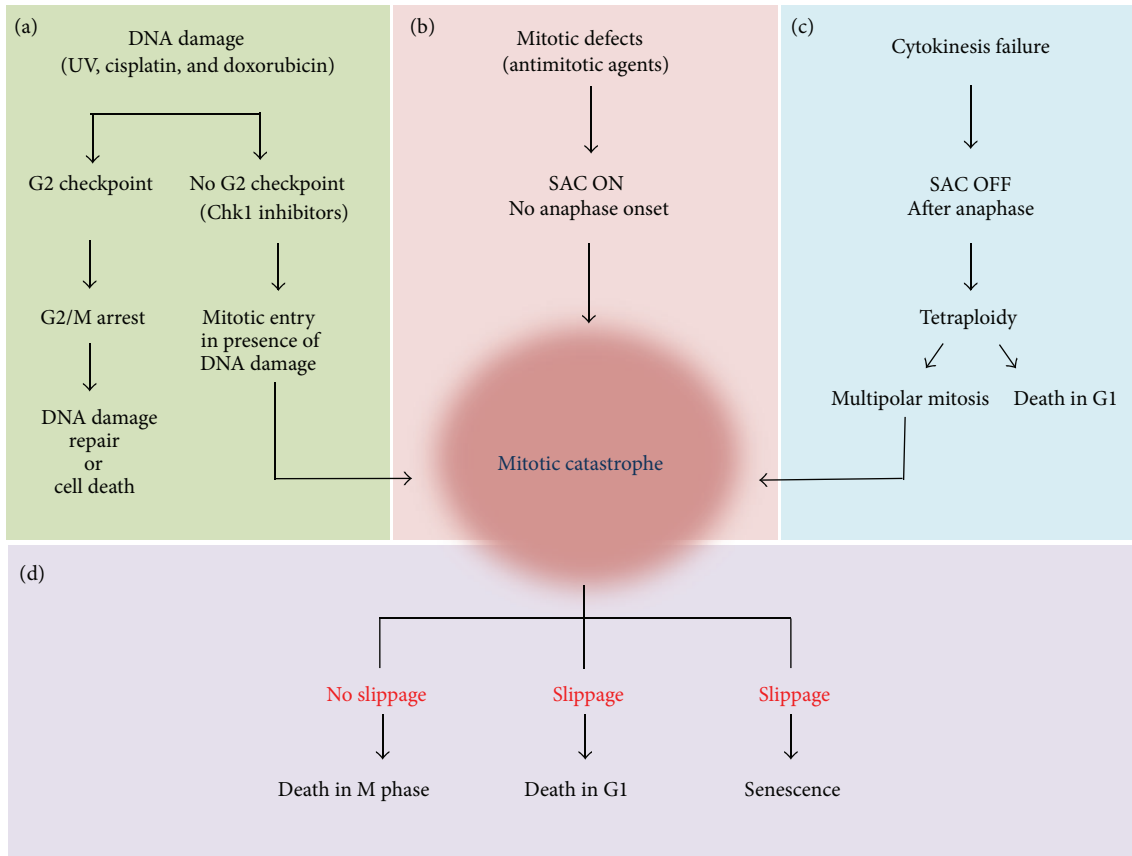 (a)
DNA damage
(UV, cisplatin, and doxorubicin)
G2 checkpoint
No G2 checkpoint
(Chk1 inhibitors)
G2/M arrest
Mitotic entry
in presence of
DNA damage
DNA damage
repair
or
cell death
(b)
Mitotic defects
(antimitotic agents)
SAC ON
No anaphase onset
Mitotic catastrophe
(c)
Cytokinesis failure
SAC OFF
After anaphase
Tetraploidy
Multipolar mitosis
Death in G1
(d)
No slippage
Slippage
Slippage
Death in M phase
Death in G1
Senescence